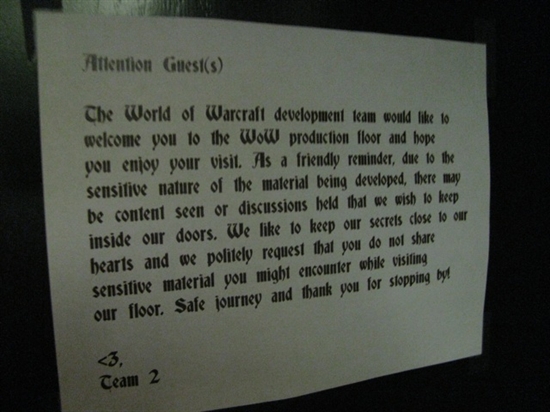 Attention Guest(s)
The World of Warcraft development team would like to
welcome you to the WoW production floor and hope
you enjoy your visit. As a friendly reminder, due to the
sensitive nature of the material being developed, there may
be content seen or discussions held that we wish to keep
inside our doors. We like to keep our secrets close to our
hearts and we politely request that you do not share
sensitive material you might encounter while visiting
our floor. Safe journey and thank you for stopping by!
<3,
Team 2